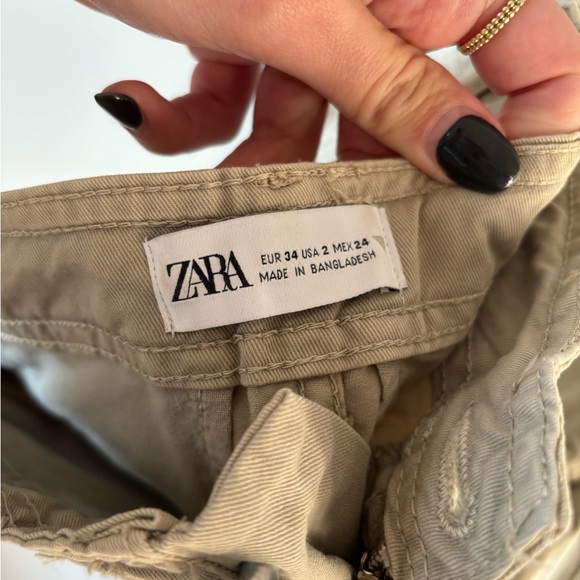 ZARA
EUR 34 USA 2 MEX 24
MADE IN BANGLADESH